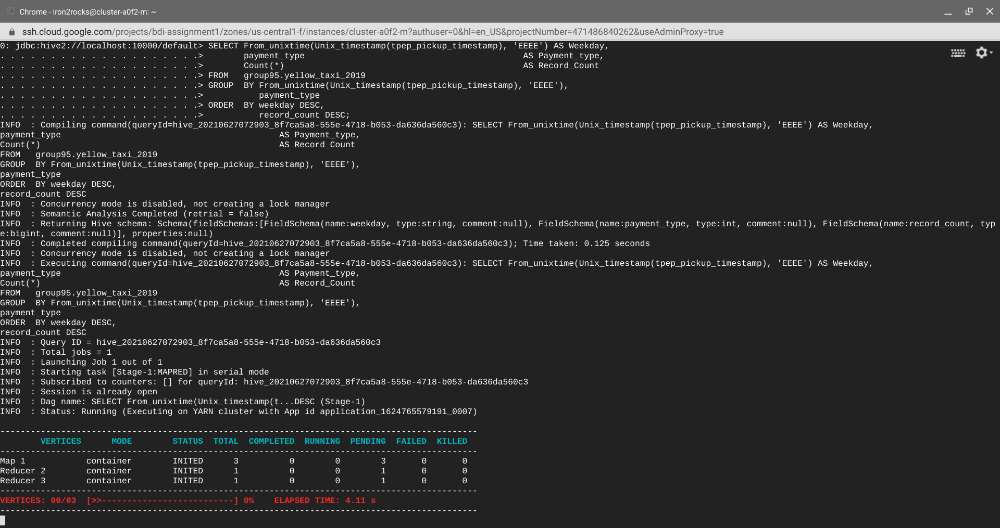 Chrome - iron2rocks@cluster-a0f2-m: ~
ssh.cloud.google.com/projects/bdi-assignment1/zones/us-central1-f/instances/cluster-a0f2-m?authuser=0&hl=en_US&projectNumber=471486840262&useAdminProxy=true
0: jdbc:hive2://localhost:10000/default> SELECT From_unixtime(Unix_timestamp(tpep_pickup_timestamp), 'EEEE') AS Weekday,
. . . . . . . . . . . . . . . . . . . .>        payment_type                                           AS Payment_type,
. . . . . . . . . . . . . . . . . . . .>        Count(*)                                               AS Record_Count
. . . . . . . . . . . . . . . . . . . .> FROM   group95.yellow_taxi_2019
. . . . . . . . . . . . . . . . . . . .> GROUP  BY From_unixtime(Unix_timestamp(tpep_pickup_timestamp), 'EEEE'),
. . . . . . . . . . . . . . . . . . . .>           payment_type
. . . . . . . . . . . . . . . . . . . .> ORDER  BY weekday DESC,
. . . . . . . . . . . . . . . . . . . .>           record_count DESC;
INFO  : Compiling command(queryId=hive_20210627072903_8f7ca5a8-555e-4718-b053-da636da560c3): SELECT From_unixtime(Unix_timestamp(tpep_pickup_timestamp), 'EEEE') AS Weekday,
payment_type                                           AS Payment_type,
Count(*)                                               AS Record_Count
FROM   group95.yellow_taxi_2019
GROUP  BY From_unixtime(Unix_timestamp(tpep_pickup_timestamp), 'EEEE'),
payment_type
ORDER  BY weekday DESC,
record_count DESC
INFO  : Concurrency mode is disabled, not creating a lock manager
INFO  : Semantic Analysis Completed (retrial = false)
INFO  : Returning Hive schema: Schema(fieldSchemas:[FieldSchema(name:weekday, type:string, comment:null), FieldSchema(name:payment_type, type:int, comment:null), FieldSchema(name:record_count, typ
e:bigint, comment:null)], properties:null)
INFO  : Completed compiling command(queryId=hive_20210627072903_8f7ca5a8-555e-4718-b053-da636da560c3); Time taken: 0.125 seconds
INFO  : Concurrency mode is disabled, not creating a lock manager
INFO  : Executing command(queryId=hive_20210627072903_8f7ca5a8-555e-4718-b053-da636da560c3): SELECT From_unixtime(Unix_timestamp(tpep_pickup_timestamp), 'EEEE') AS Weekday,
payment_type                                           AS Payment_type,
Count(*)                                               AS Record_Count
FROM   group95.yellow_taxi_2019
GROUP  BY From_unixtime(Unix_timestamp(tpep_pickup_timestamp), 'EEEE'),
payment_type
ORDER  BY weekday DESC,
record_count DESC
INFO  : Query ID = hive_20210627072903_8f7ca5a8-555e-4718-b053-da636da560c3
INFO  : Total jobs = 1
INFO  : Launching Job 1 out of 1
INFO  : Starting task [Stage-1:MAPRED] in serial mode
INFO  : Subscribed to counters: [] for queryId: hive_20210627072903_8f7ca5a8-555e-4718-b053-da636da560c3
INFO  : Session is already open
INFO  : Dag name: SELECT From_unixtime(Unix_timestamp(t...DESC (Stage-1)
INFO  : Status: Running (Executing on YARN cluster with App id application_1624765579191_0007)
----------------------------------------------------------------------------------------------
        VERTICES      MODE        STATUS  TOTAL  COMPLETED  RUNNING  PENDING  FAILED  KILLED
----------------------------------------------------------------------------------------------
Map 1            container        INITED      3          0        0        3       0       0
Reducer 2        container        INITED      1          0        0        1       0       0
Reducer 3        container        INITED      1          0        0        1       0       0
----------------------------------------------------------------------------------------------
VERTICES: 00/03  [>>--------------------------] 0%    ELAPSED TIME: 4.11 s
----------------------------------------------------------------------------------------------